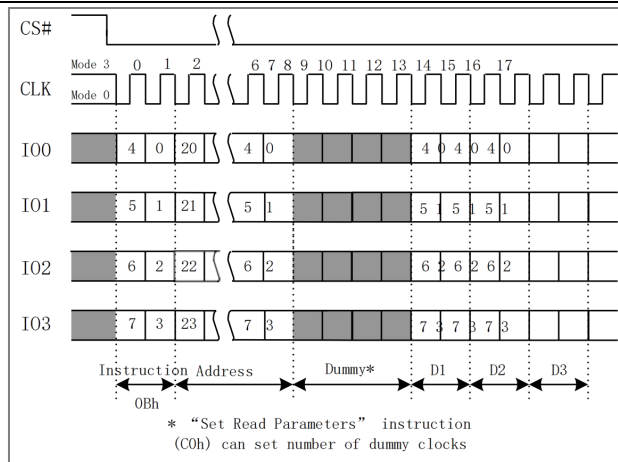 CS#
Mode 3 0 1 2 6 7 8 9 10 11 12 13 14 15 16 17
CLK
Mode 0
IO0 4 0 20 4 0 4 0 4 0 4 0
IO1 5 1 21 5 1 5 1 5 1 5 1
IO2 6 2 22 6 2 6 2 6 2 6 2
IO3 7 3 23 7 3 7 3 7 3 7 3
Instruction Address Dummy* D1 D2 D3
0Bh
* “Set Read Parameters” instruction
(C0h) can set number of dummy clocks